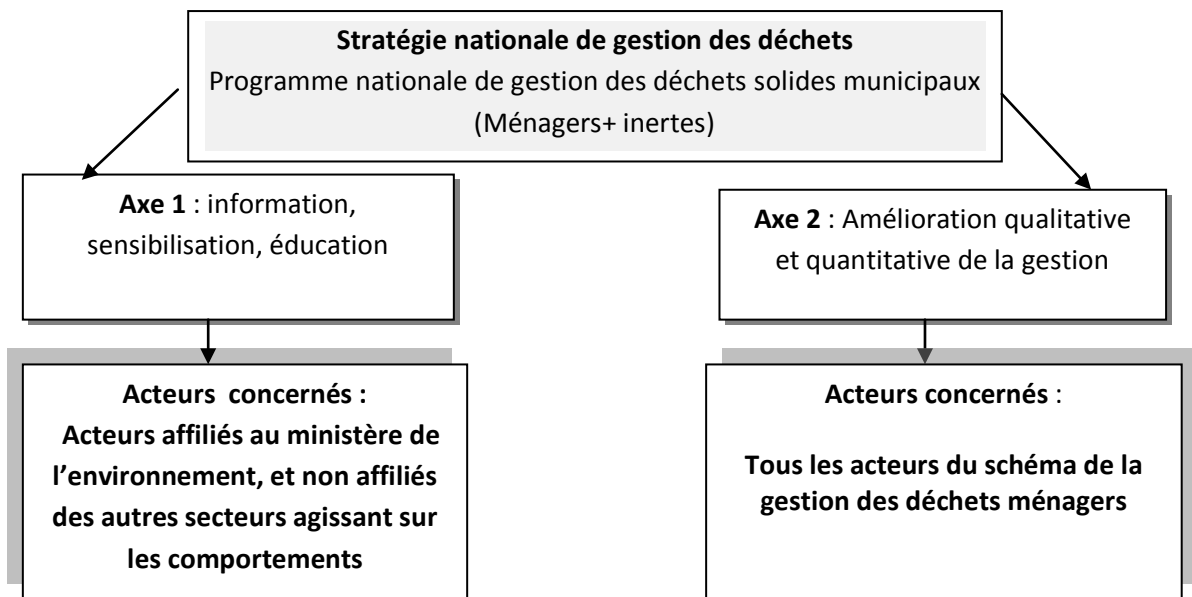 Stratégie nationale de gestion des déchets
Programme nationale de gestion des déchets solides municipaux
(Ménagers+ inertes)
Axe 1 : information,
sensibilisation, éducation
Axe 2 : Amélioration qualitative
et quantitative de la gestion
Acteurs concernés :
Acteurs affiliés au ministère de
l’environnement, et non affiliés
des autres secteurs agissant sur
les comportements
Acteurs concernés :
Tous les acteurs du schéma de la
gestion des déchets ménagers